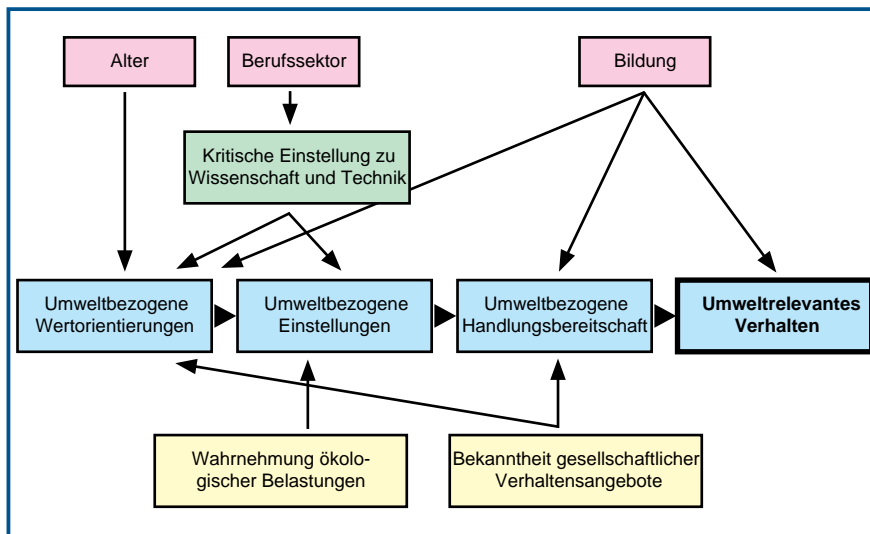 Alter
Berufssektor
Bildung
Kritische Einstellung zu
Wissenschaft und Technik
Umweltbezogene
Wertorientierungen
Umweltbezogene
Einstellungen
Umweltbezogene
Handlungsbereitschaft
Umweltrelevantes
Verhalten
Wahrnehmung ökolo-
gischer Belastungen
Bekanntheit gesellschaftlicher
Verhaltensangebote